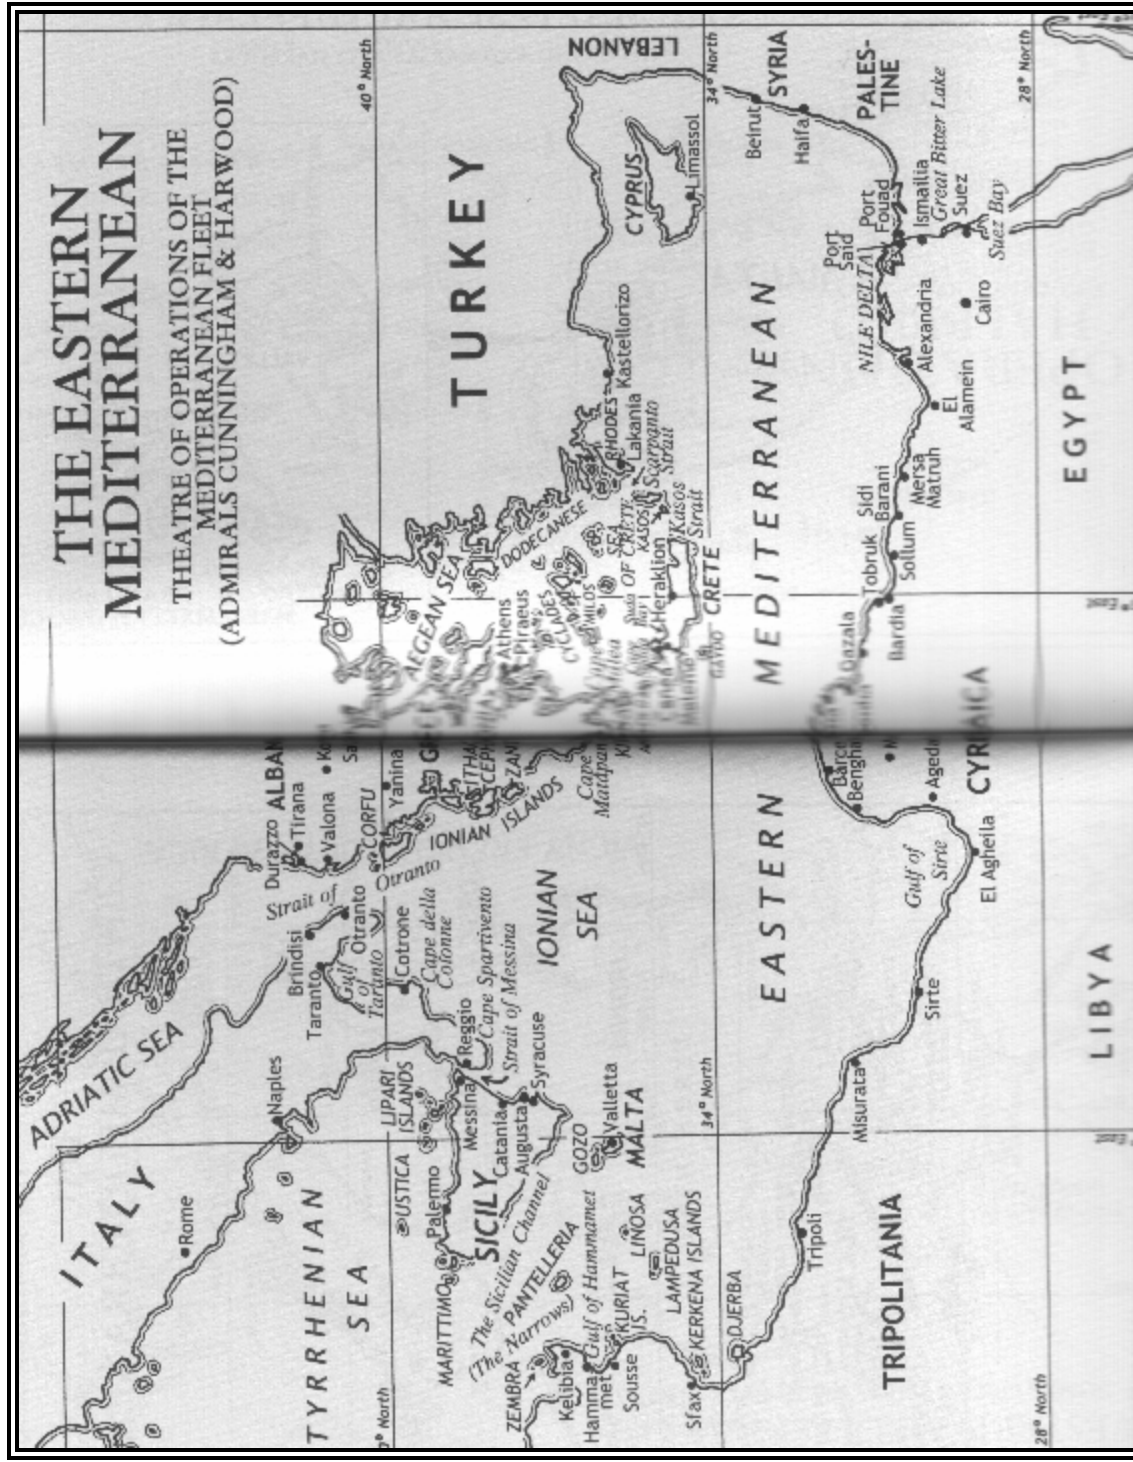 THE EASTERN
MEDITERRANEAN
THEATRE OF OPERATIONS OF THE
MEDITERRANEAN FLEET
(ADMIRALS CUNNINGHAM & HARWOOD)
ITALY
ADRIATIC SEA
Rome
Naples
TYRRHENIAN
SEA
Durazzo
Tirana
Valona
Strait of
Otranto
Brindisi
Taranto
Otranto
Gulf
of
Taranto
CORFU
Yanina
IONIAN
ISLANDS
Cotrone
Cape della
Colonne
Cape Spartivento
Strait of Messina
Reggio
Messina
LIPARI
ISLANDS
USTICA
Palermo
MARITTIMO
SICILY
Catania
Augusta
Syracuse
The Sicilian Channel
(The Narrows)
PANTELLERIA
ZEMBRA
Kelibia
Hamma
met
Gulf of Hammamet
Sousse
KURIAT
IS.
LINOSA
LAMPEDUSA
KERKENA ISLANDS
Sfax
DJERBA
GOZO
Valletta
MALTA
IONIAN
SEA
Cape
Matapan
AEGEAN SEA
Athens
Piraeus
CYCLADES
MILOS
DODECANESE
SEA
OF CRETE
KASOS
Heraklion
CRETE
Kasos
Strait
Scarpanto
Strait
RHODES
Lakania
Kastellorizo
TURKEY
40° North
CYPRUS
Limassol
LEBANON
34° North
SYRIA
Beirut
Haifa
PALES-
TINE
28° North
Port
Said
Port
Fouad
Ismailia
Great Bitter Lake
Suez
Suez Bay
NILE DELTA
Alexandria
Cairo
El
Alamein
Mersa
Matruh
Sidi
Barani
Sollum
Tobruk
Bardia
Gazala
EGYPT
EASTERN
MEDITERRANEAN
El Agheila
Gulf of
Sirte
Sirte
Misurata
Tripoli
TRIPOLITANIA
LIBYA
34° North
28° North
North